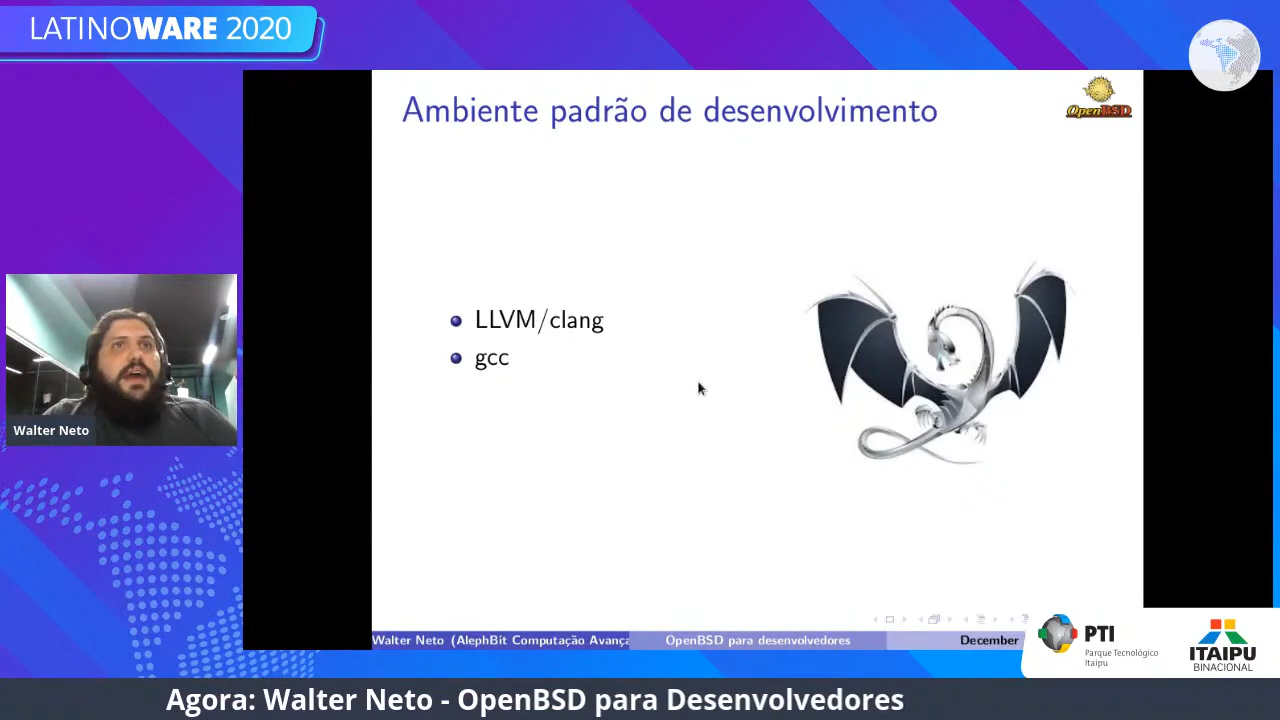 LATINOWARE 2020
Ambiente padrão de desenvolvimento
OpenBSD
LLVM/clang
gcc
Walter Neto
Walter Neto (AlephBit Computação Avança
OpenBSD para desenvolvedores
December
PTI
Parque Tecnológico
Itaipu
ITAIPU
BINACIONAL
Agora: Walter Neto - OpenBSD para Desenvolvedores